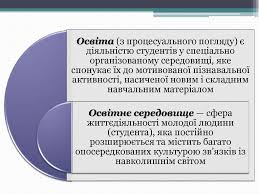 Освіта (з процесуального погляду) є
діяльністю студентів у спеціально
організованому середовищі, яке
спонукає їх до мотивованої пізнавальної
активності, насиченої новим і складним
навчальним матеріалом
Освітнє середовище — сфера
життєдіяльності молодої людини
(студента), яка постійно
розширюється та містить багато
опосередкованих культурою зв'язків із
навколишнім світом